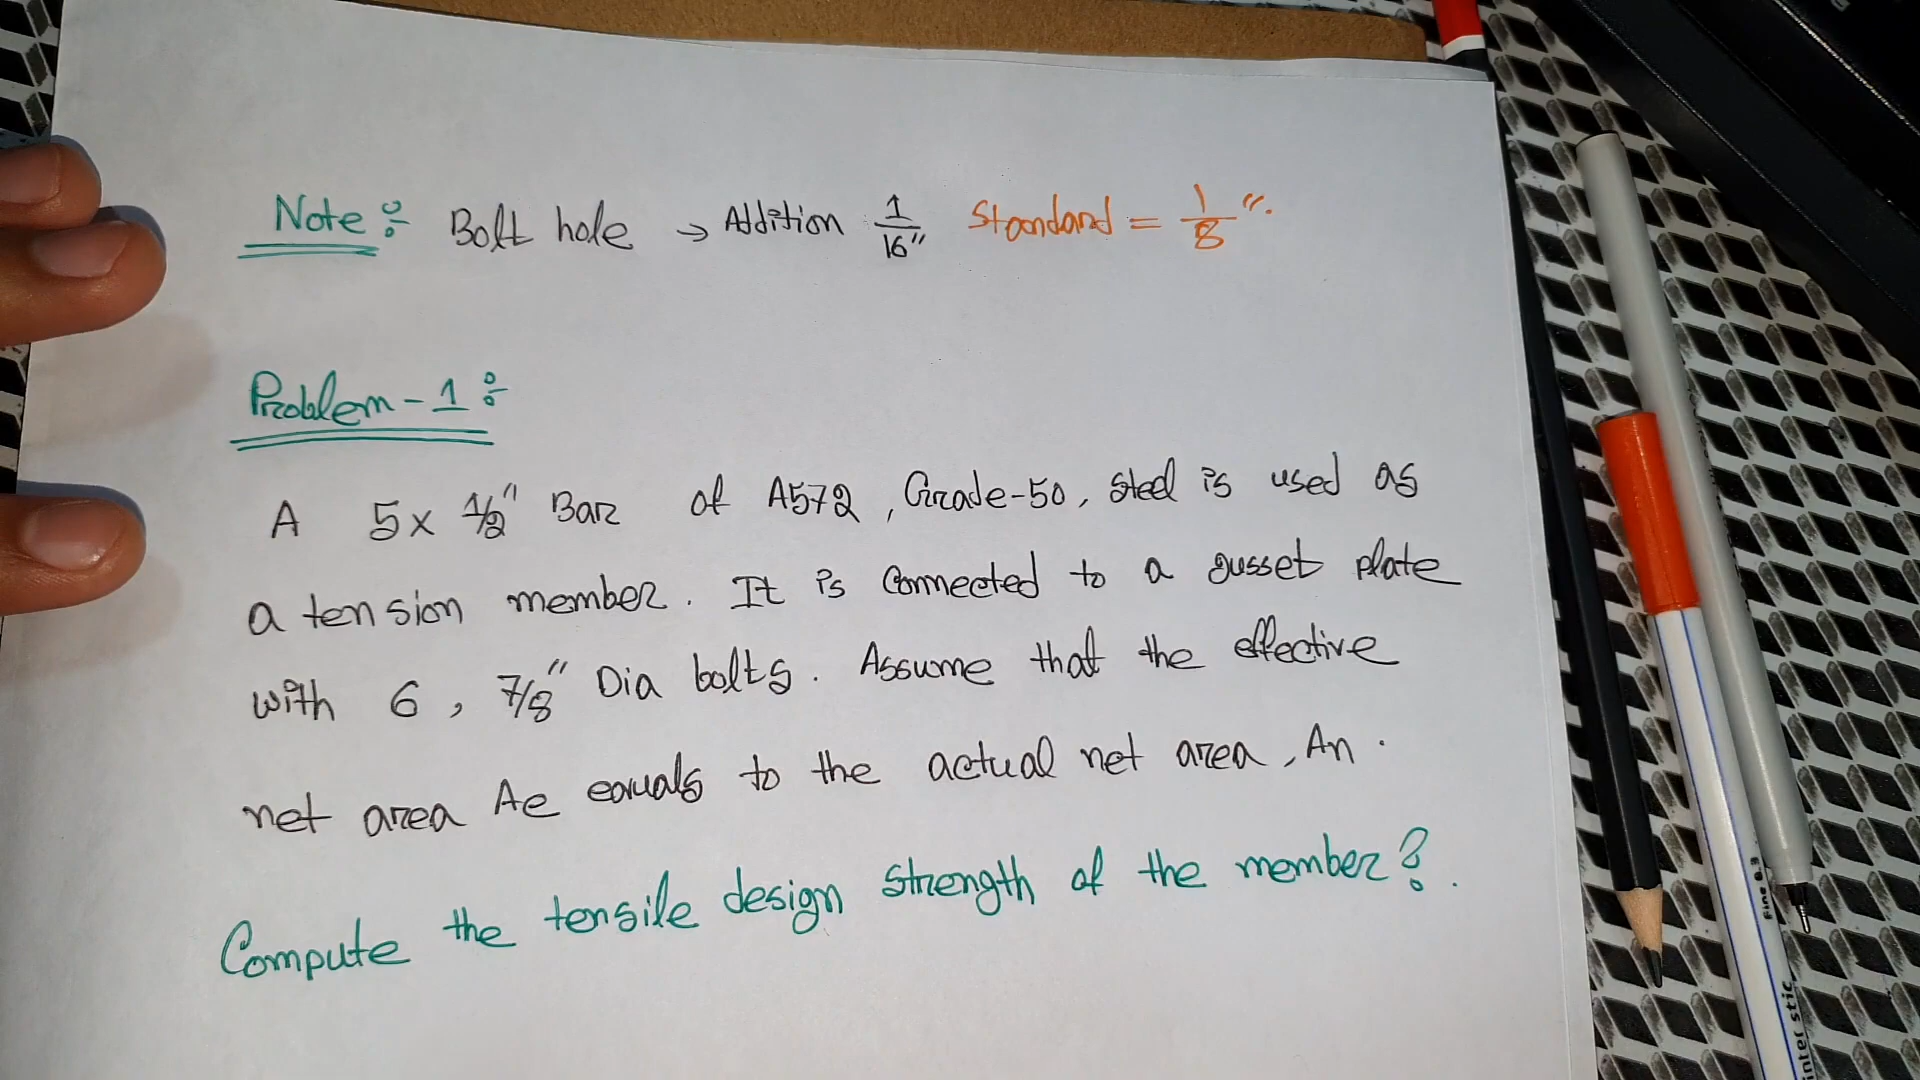 Note: Bolt hole → Addition 1/16" Standard = 1/8".
Problem-1:
A 5x 1/2" Bar of A572, Grade-50, Steel is used as
a tension member. It is Connected to a gusset plate
with 6, 7/8" Dia bolts. Assume that the effective
net area Ae equals to the actual net area, An.
Compute the tensile design strength of the member?.